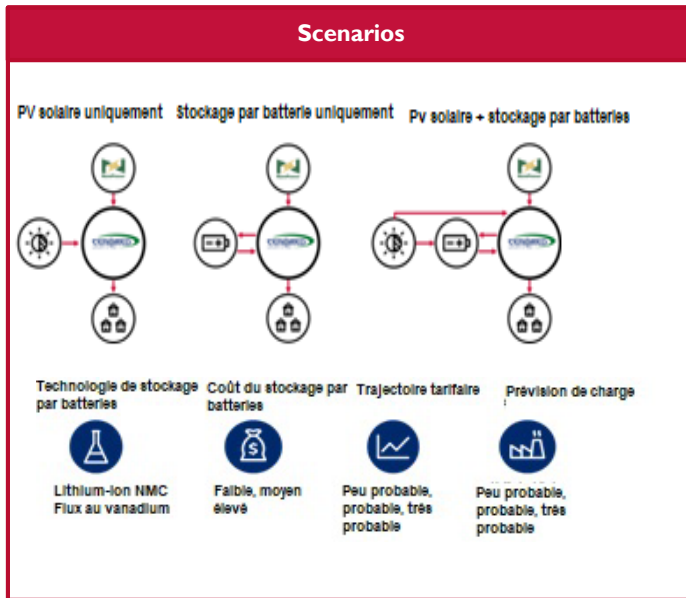 Scenarios
PV solaire uniquement
Stockage par batterie uniquement
Pv solaire + stockage par batteries
Technologie de stockage
par batteries
Coût du stockage par
batteries
Trajectoire tarifaire
Prévision de charge
Lithium-ion NMC
Flux au vanadium
Faible, moyen
élevé
Peu probable,
probable, très
probable
Peu probable,
probable, très
probable